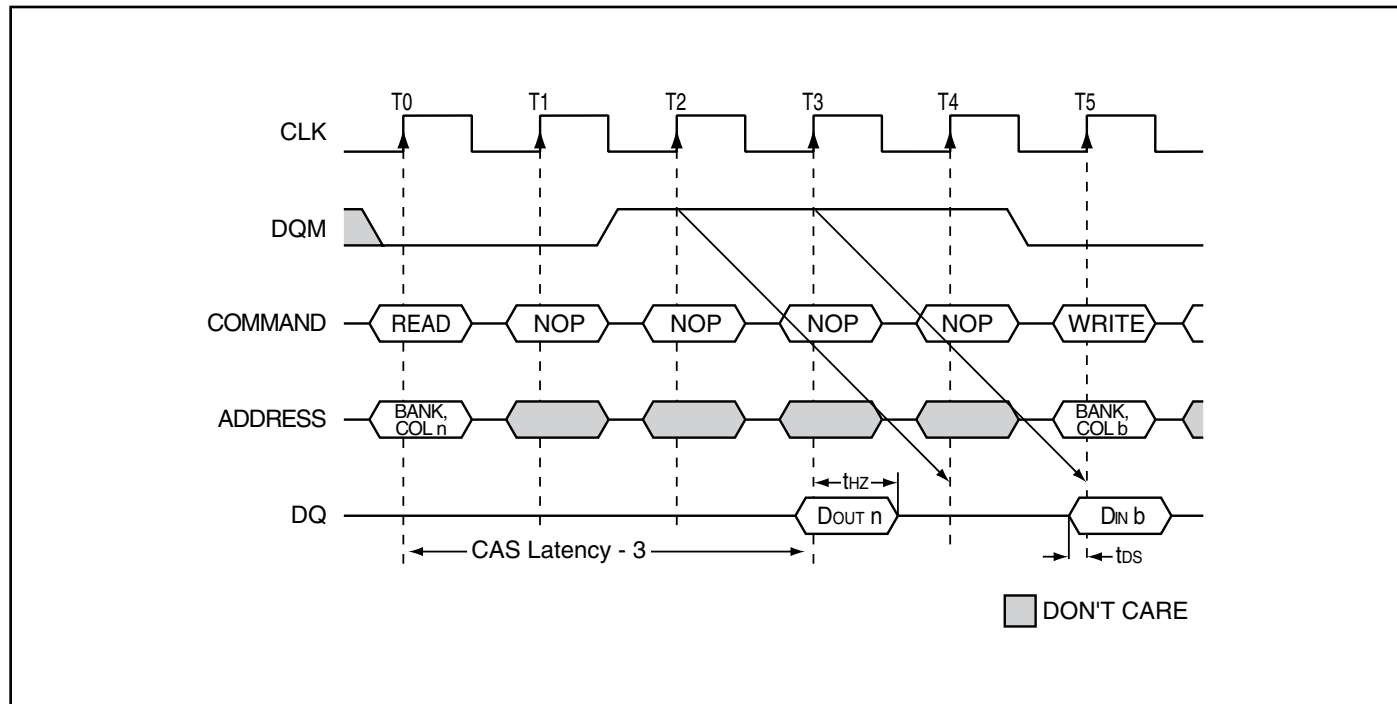 T0 T1 T2 T3 T4 T5
CLK
DQM
COMMAND READ NOP NOP NOP NOP WRITE
ADDRESS BANK, COL n BANK, COL b
tHZ
DQ DOUT n DIN b
CAS Latency - 3 tDS
DON'T CARE